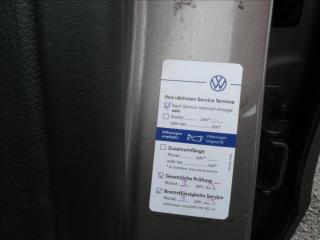 Ihre nächsten Service Termine
Nach Service-Intervall-Anzeige
oder
Monat Jahr*
oder bei km*
Volkswagen empfiehlt: Volkswagen Original Öl
Zusatzumfänge
Monat Jahr*
oder bei km*
Gesetzliche Prüfung
Monat Jahr
Bremsflüssigkeits Service
Monat Jahr